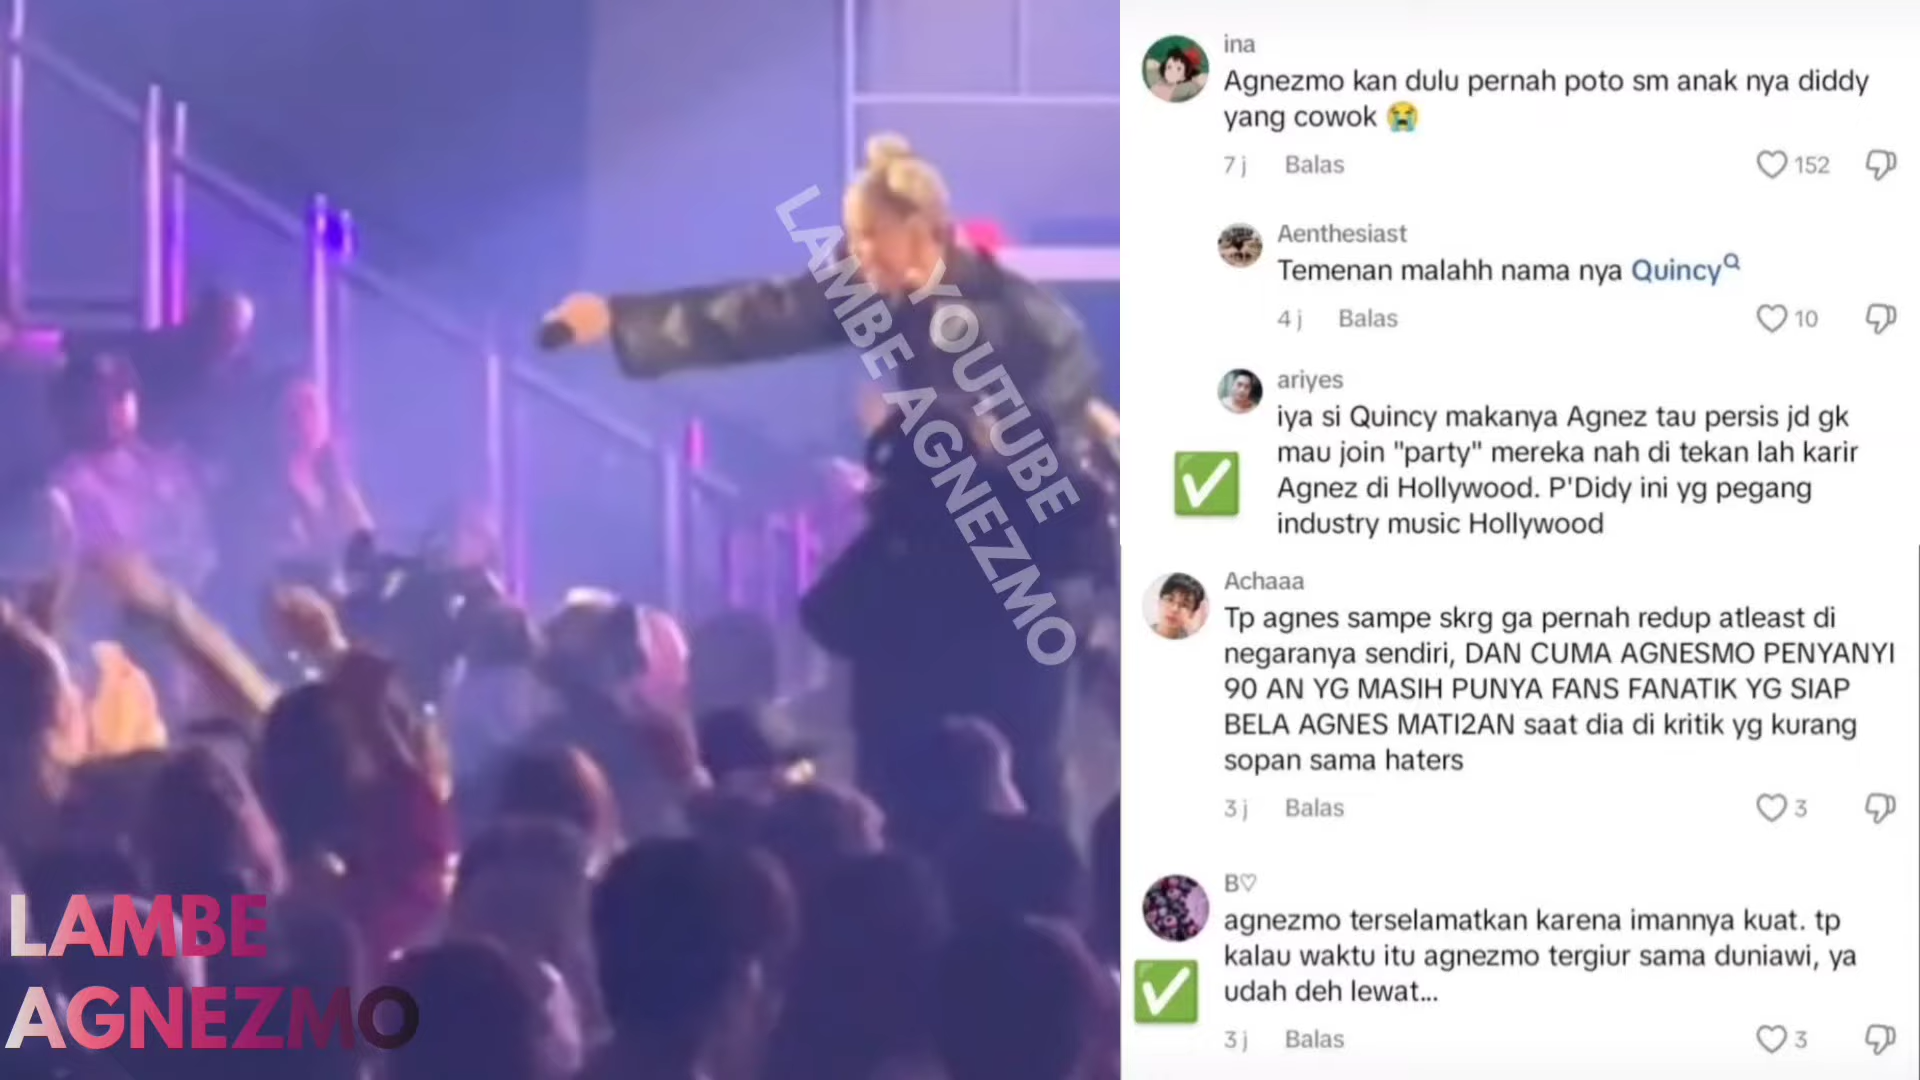 YOUTUBE
LAMBE AGNEZMO
LAMBE
AGNEZMO
ina
Agnezmo kan dulu pernah poto sm anak nya diddy
yang cowok 😭
7 j Balas 152
Aenthesiast
Temenan malahh nama nya Quincy
4 j Balas 10
ariyes
iya si Quincy makanya Agnez tau persis jd gk
mau join "party" mereka nah di tekan lah karir
Agnez di Hollywood. P'Didy ini yg pegang
industry music Hollywood
Achaaa
Tp agnes sampe skrg ga pernah redup atleast di
negaranya sendiri, DAN CUMA AGNESMO PENYANYI
90 AN YG MASIH PUNYA FANS FANATIK YG SIAP
BELA AGNES MATI2AN saat dia di kritik yg kurang
sopan sama haters
3 j Balas 3
B♡
agnezmo terselamatkan karena imannya kuat. tp
kalau waktu itu agnezmo tergiur sama duniawi, ya
udah deh lewat...
3 j Balas 3